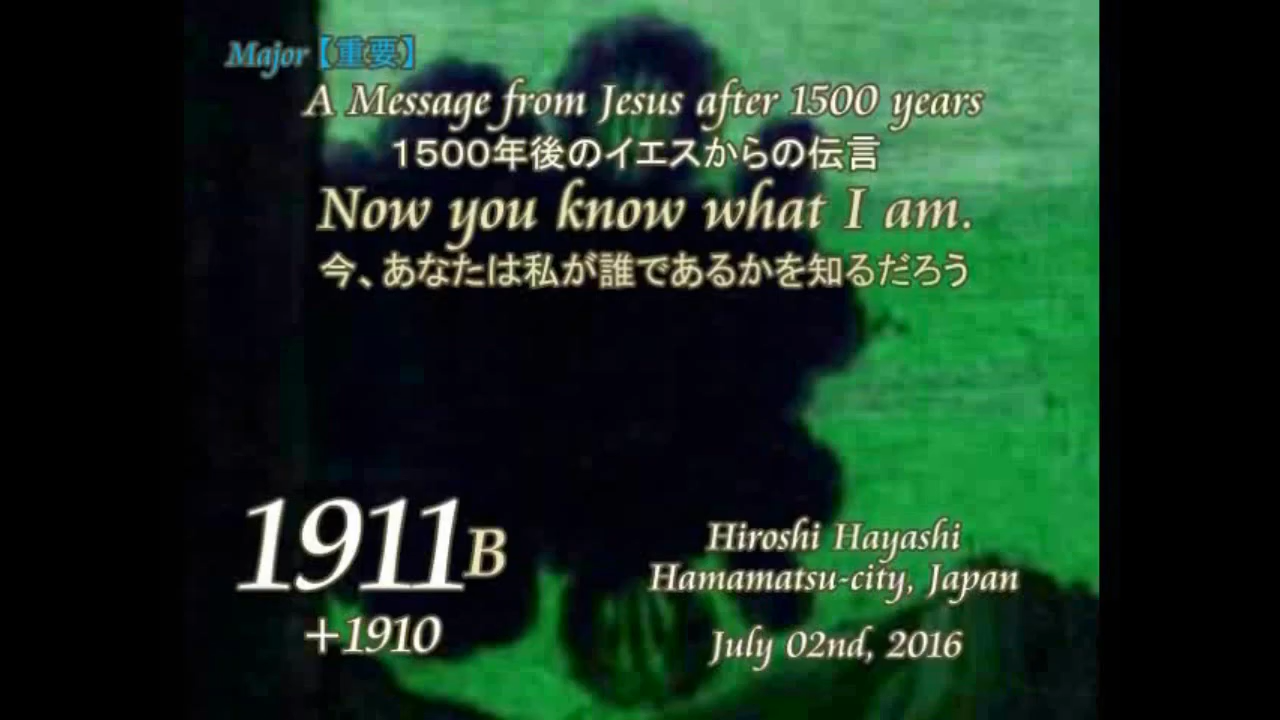 Major【重要】
A Message from Jesus after 1500 years
１５００年後のイエスからの伝言
Now you know what I am.
今、あなたは私が誰であるかを知るだろう
1911B
+1910
Hiroshi Hayashi
Hamamatsu-city, Japan
July 02nd, 2016